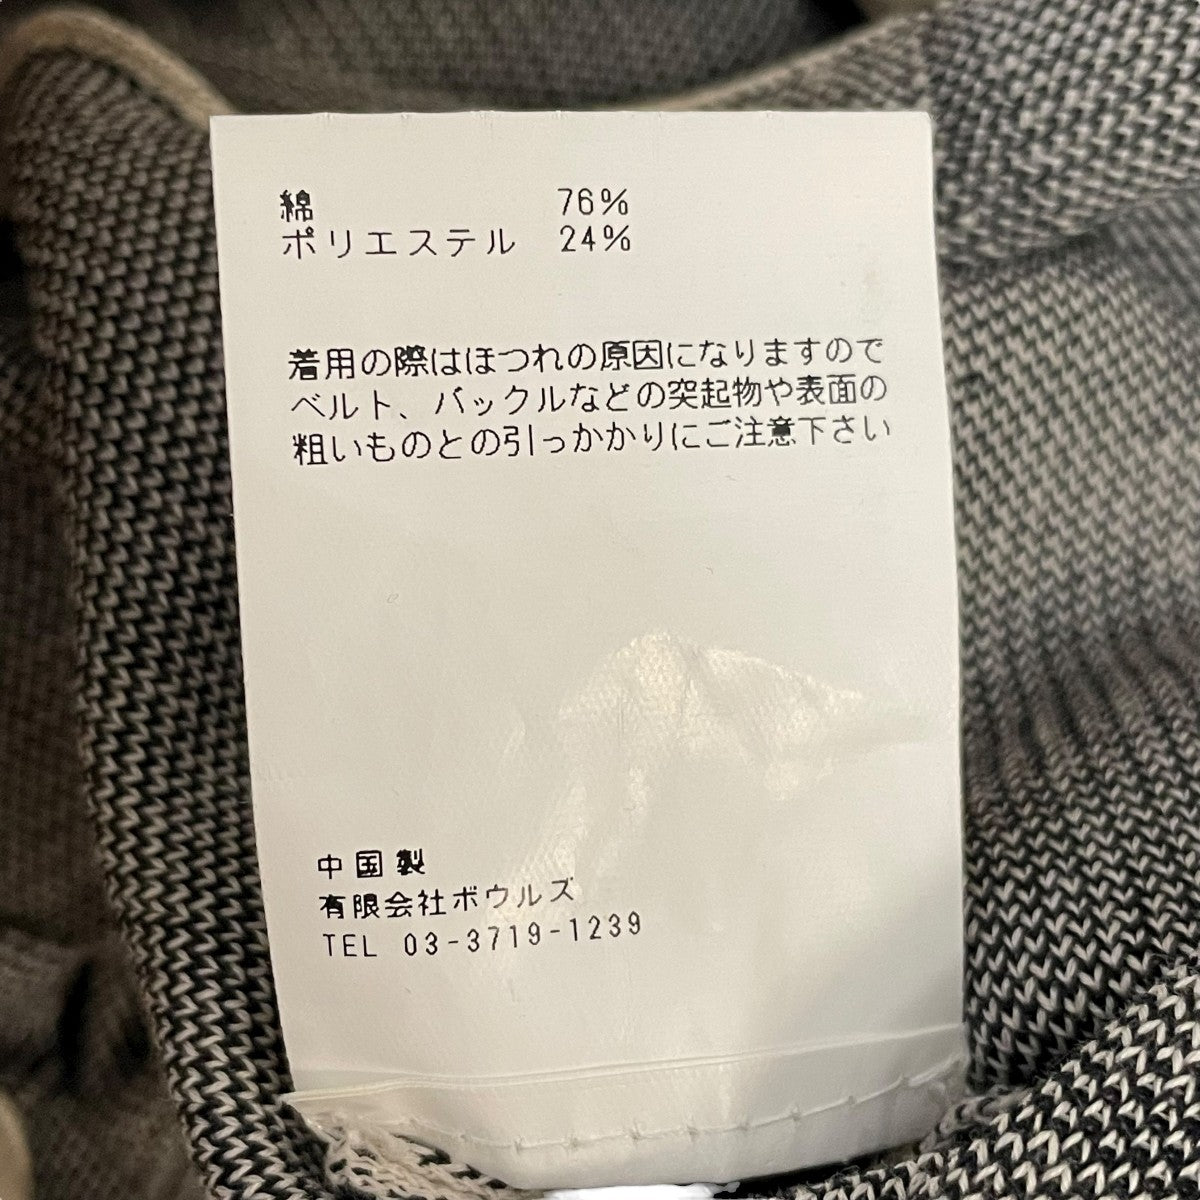 綿 76%
ポリエステル 24%
着用の際はほつれの原因になりますので
ベルト、バックルなどの突起物や表面の
粗いものとの引っかかりにご注意下さい
中国製
有限会社ボウルズ
TEL 03-3719-1239